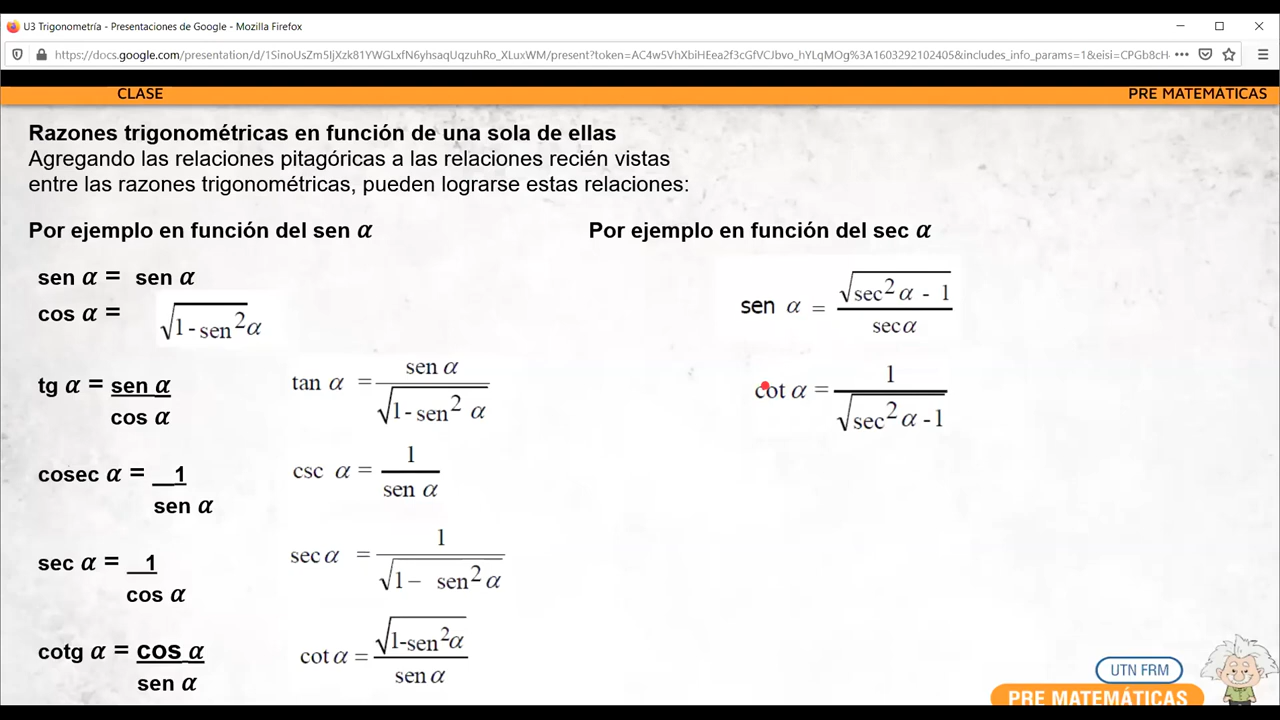 U3 Trigonometría - Presentaciones de Google - Mozilla Firefox
https://docs.google.com/presentation/d/1SinoUsZm5IjXzk81YWGLxfN6yhsaqUqzuhRo_XLuxWM/present?token=AC4w5VhXbiHEea2f3cGfVCJbvo_hYLqMOg%3A1603292102405&includes_info_params=1&eisi=CPGb8cH
CLASE
PRE MATEMATICAS
Razones trigonométricas en función de una sola de ellas
Agregando las relaciones pitagóricas a las relaciones recién vistas
entre las razones trigonométricas, pueden lograrse estas relaciones:
Por ejemplo en función del sen α
sen α = sen α
cos α = √1-sen²α
tg α = sen α
cos α
cosec α = 1
sen α
sec α = 1
cos α
cotg α = cos α
sen α
tan α = sen α
√1-sen² α
csc α = 1
sen α
sec α = 1
√1− sen² α
cot α = √1-sen²α
sen α
Por ejemplo en función del sec α
sen α = √sec² α - 1
sec α
cot α = 1
√sec² α -1
UTN FRM
PRE MATEMÁTICAS